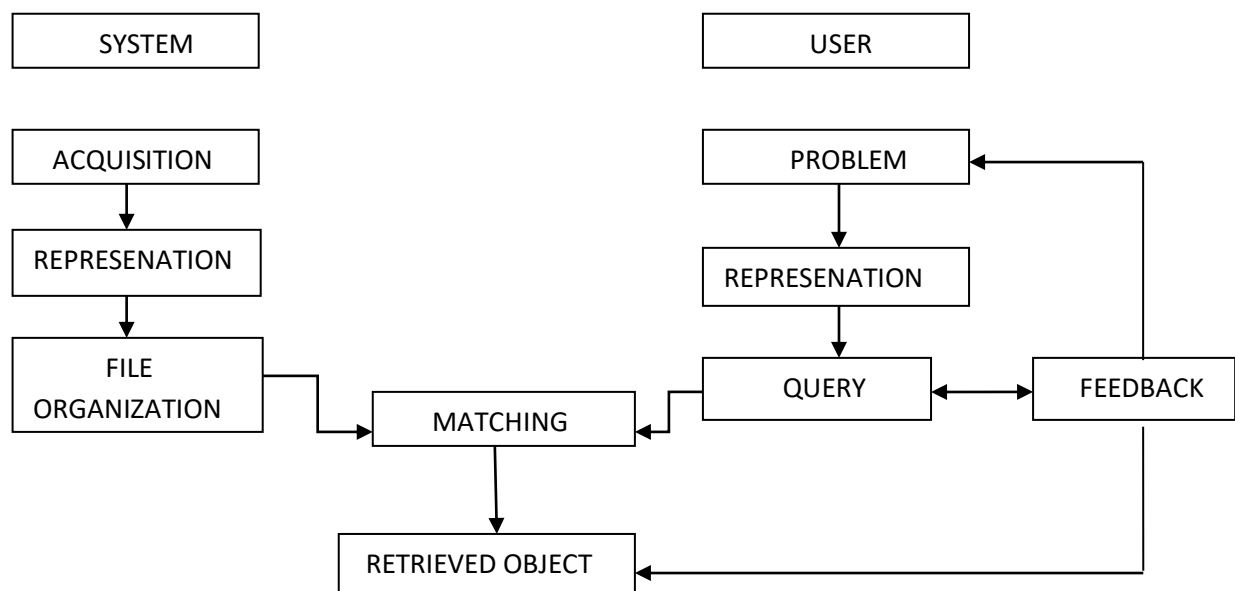 SYSTEM
USER
ACQUISITION
PROBLEM
REPRESENATION
REPRESENATION
FILE
ORGANIZATION
QUERY
FEEDBACK
MATCHING
RETRIEVED OBJECT